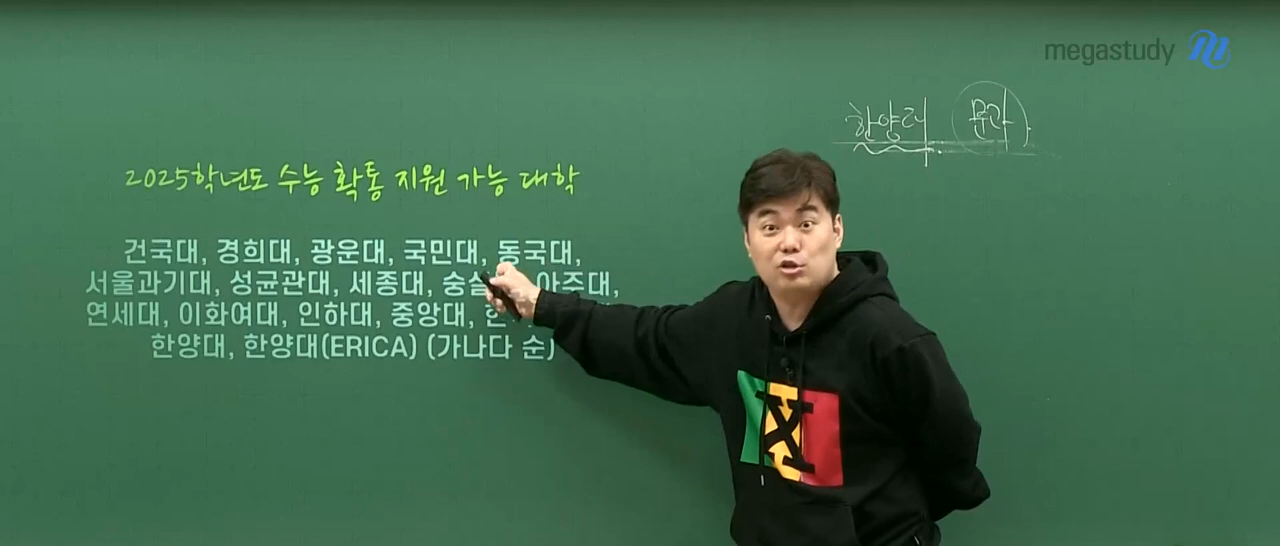 megastudy
한양대 문과
2025학년도 수능 확통 지원 가능 대학
건국대, 경희대, 광운대, 국민대, 동국대,
서울과기대, 성균관대, 세종대, 아주대,
연세대, 이화여대, 인하대, 중앙대,
한양대, 한양대(ERICA) (가나다 순)